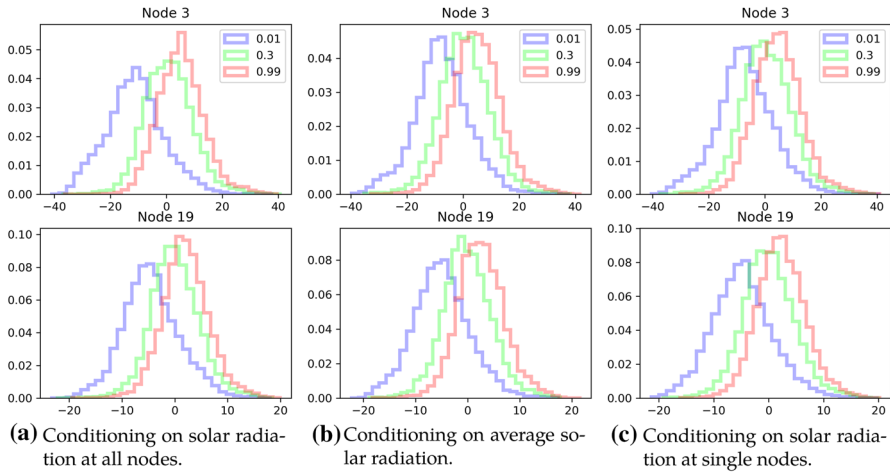 Node 3
0.05
0.04
0.03
0.02
0.01
0.00
−40 −20 0 20 40
0.01
0.3
0.99
Node 3
0.04
0.02
0.00
−40 −20 0 20 40
0.01
0.3
0.99
Node 3
0.05
0.04
0.03
0.02
0.01
0.00
−40 −20 0 20 40
0.01
0.3
0.99
Node 19
0.10
0.08
0.06
0.04
0.02
0.00
−20 −10 0 10 20
Node 19
0.08
0.06
0.04
0.02
0.00
−20 −10 0 10 20
Node 19
0.10
0.08
0.06
0.04
0.02
0.00
−20 −10 0 10 20
(a) Conditioning on solar radia-
tion at all nodes.
(b) Conditioning on average so-
lar radiation.
(c) Conditioning on solar radia-
tion at single nodes.